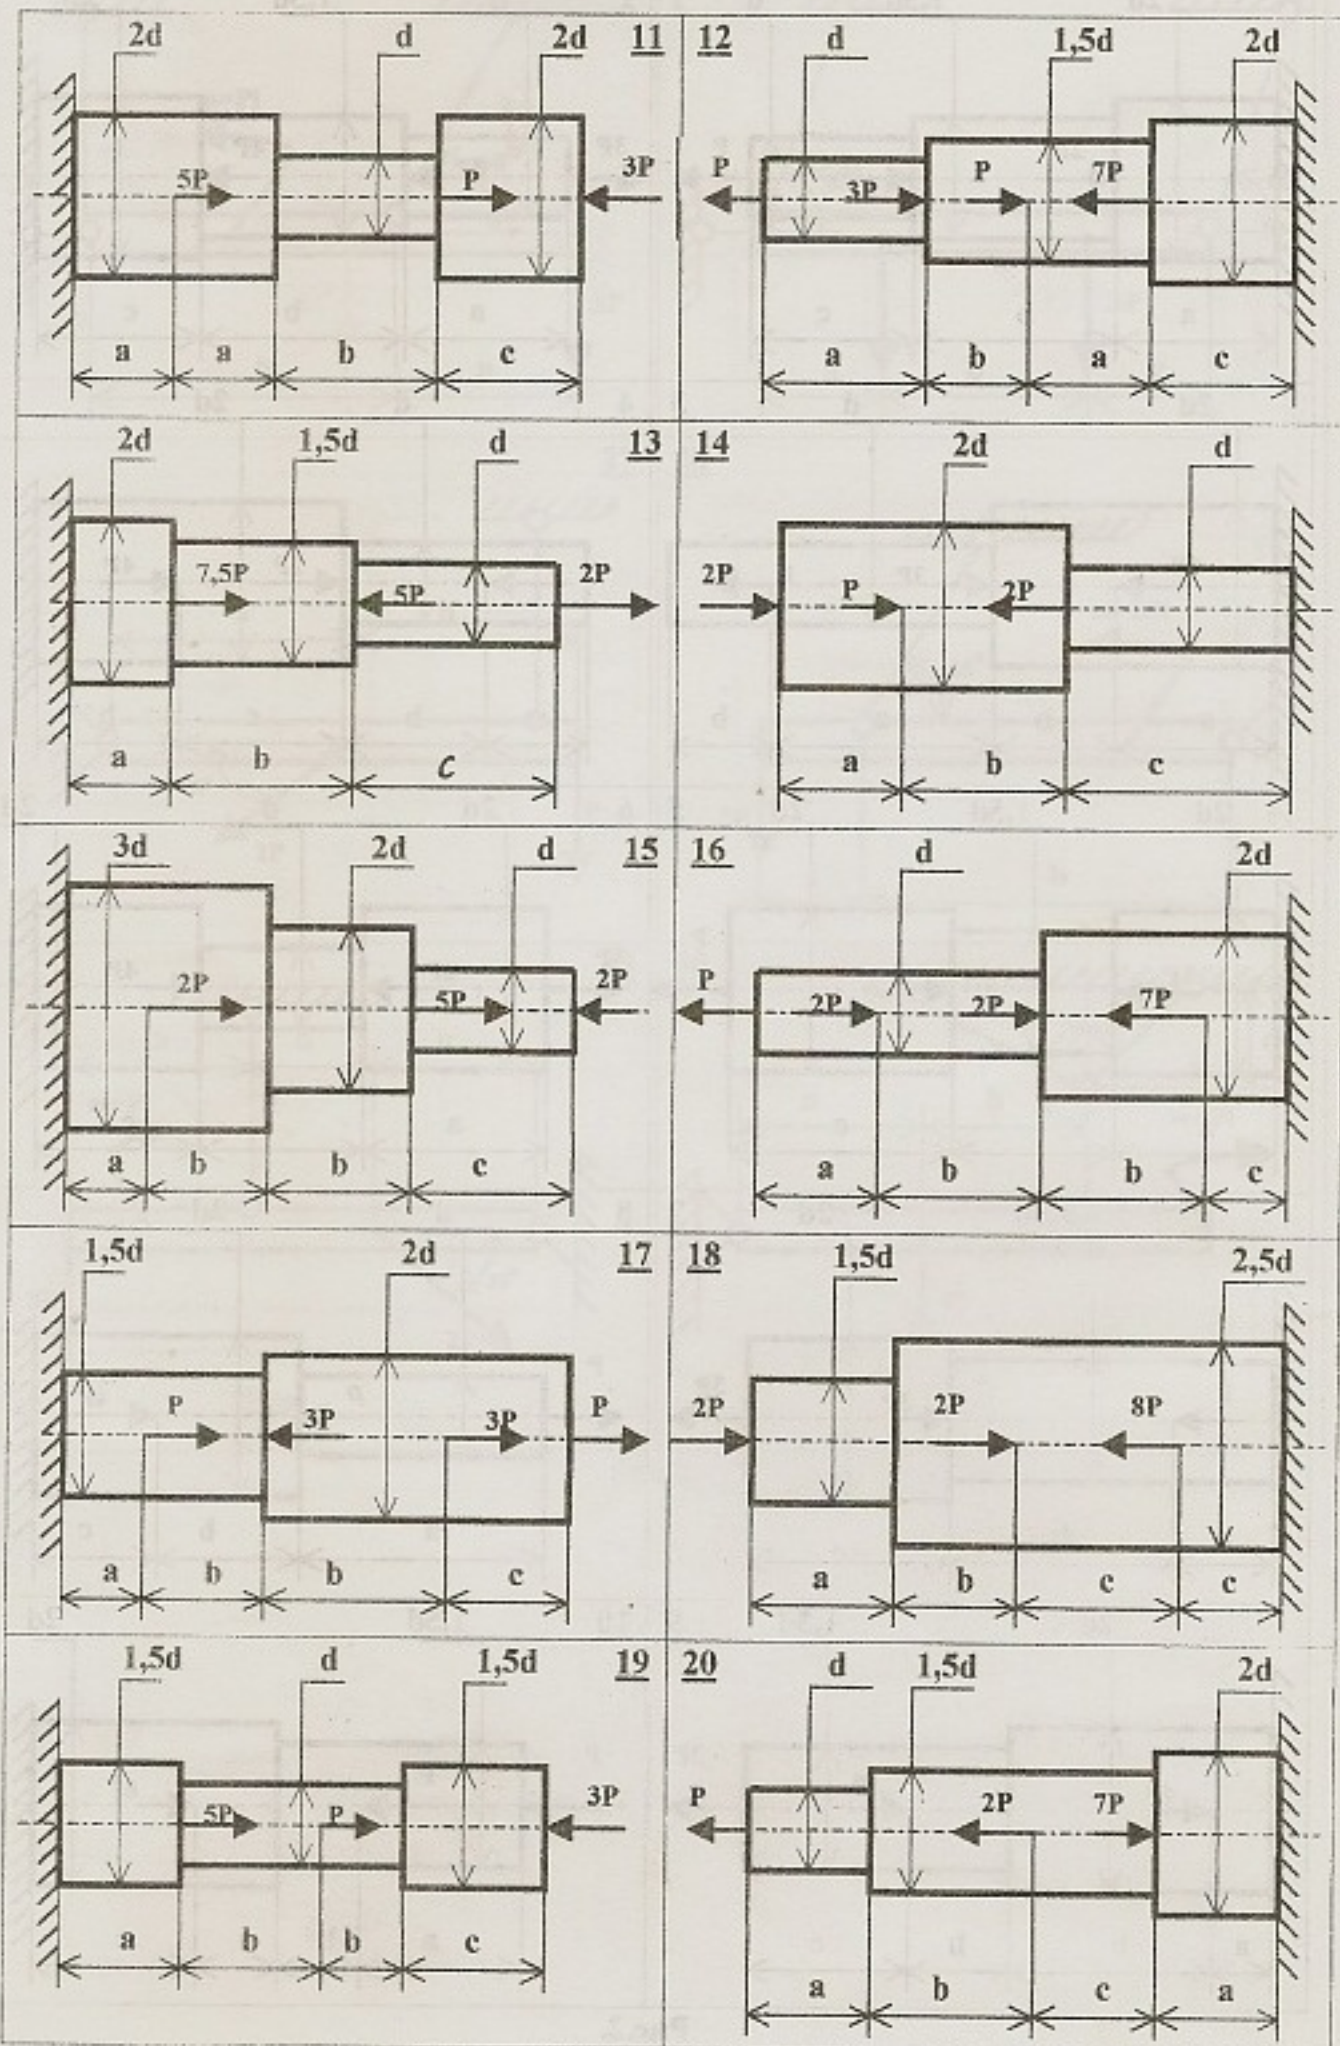 2d d 2d 11
5P P 3P
a a b c
12 d 1,5d 2d
P 3P P 7P
a b a c
2d 1,5d d 13
7,5P 5P 2P
a b c
14 2d d
2P P 2P
a b c
3d 2d d 15
2P 5P 2P
a b b c
16 d 2d
P 2P 2P 7P
a b b c
1,5d 2d 17
P 3P 3P P
a b b c
18 1,5d 2,5d
2P 2P 8P
a b c c
1,5d d 1,5d 19
5P P 3P
a b b c
20 d 1,5d 2d
P 2P 7P
a b c a